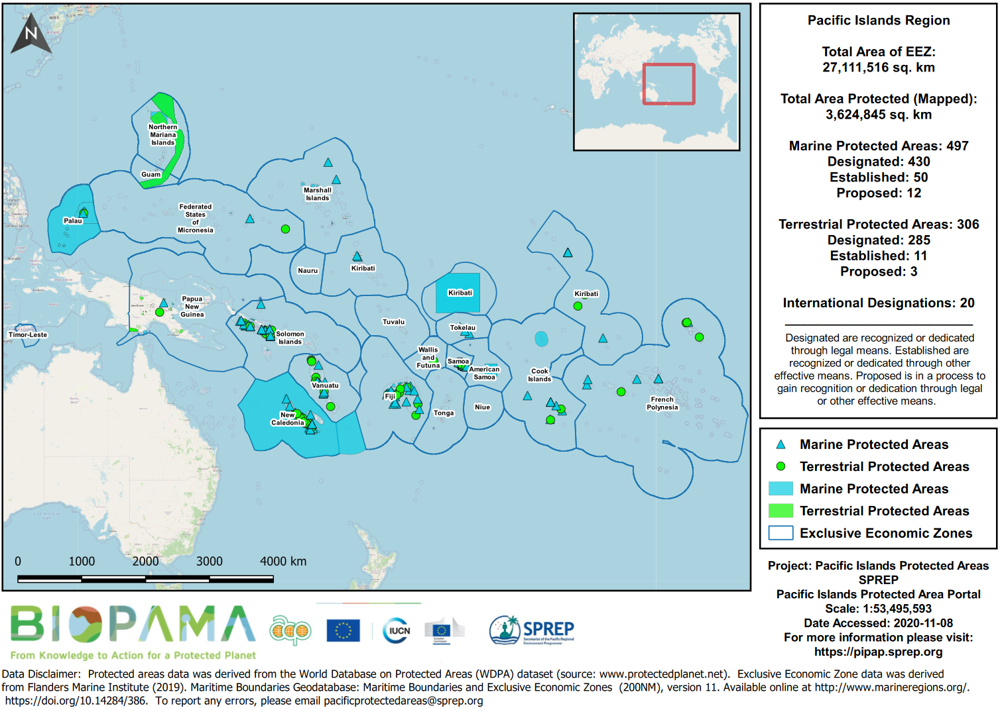 N
Northern
Mariana
Islands
Guam
Palau
Federated
States
of
Micronesia
Marshall
Islands
Nauru
Kiribati
Kiribati
Kiribati
Papua
New
Guinea
Timor-Leste
Solomon
Islands
Tuvalu
Tokelau
Wallis
and
Futuna
Samoa
American
Samoa
Cook
Islands
Vanuatu
Fiji
New
Caledonia
Tonga
Niue
French
Polynesia
0 1000 2000 3000 4000 km
Pacific Islands Region
Total Area of EEZ:
27,111,516 sq. km
Total Area Protected (Mapped):
3,624,845 sq. km
Marine Protected Areas: 497
Designated: 430
Established: 50
Proposed: 12
Terrestrial Protected Areas: 306
Designated: 285
Established: 11
Proposed: 3
International Designations: 20
Designated are recognized or dedicated
through legal means. Established are
recognized or dedicated through other
effective means. Proposed is in a process to
gain recognition or dedication through legal
or other effective means.
Marine Protected Areas
Terrestrial Protected Areas
Marine Protected Areas
Terrestrial Protected Areas
Exclusive Economic Zones
Project: Pacific Islands Protected Areas
SPREP
Pacific Islands Protected Area Portal
Scale: 1:53,495,593
Date Accessed: 2020-11-08
For more information please visit:
https://pipap.sprep.org
BIOPAMA
From Knowledge to Action for a Protected Planet
acp
IUCN
European
Commission
SPREP
Secretariat of the Pacific Regional
Environment Programme
Data Disclaimer: Protected areas data was derived from the World Database on Protected Areas (WDPA) dataset (source: www.protectedplanet.net). Exclusive Economic Zone data was derived
from Flanders Marine Institute (2019). Maritime Boundaries Geodatabase: Maritime Boundaries and Exclusive Economic Zones (200NM), version 11. Available online at http://www.marineregions.org/.
https://doi.org/10.14284/386. To report any errors, please email pacificprotectedareas@sprep.org